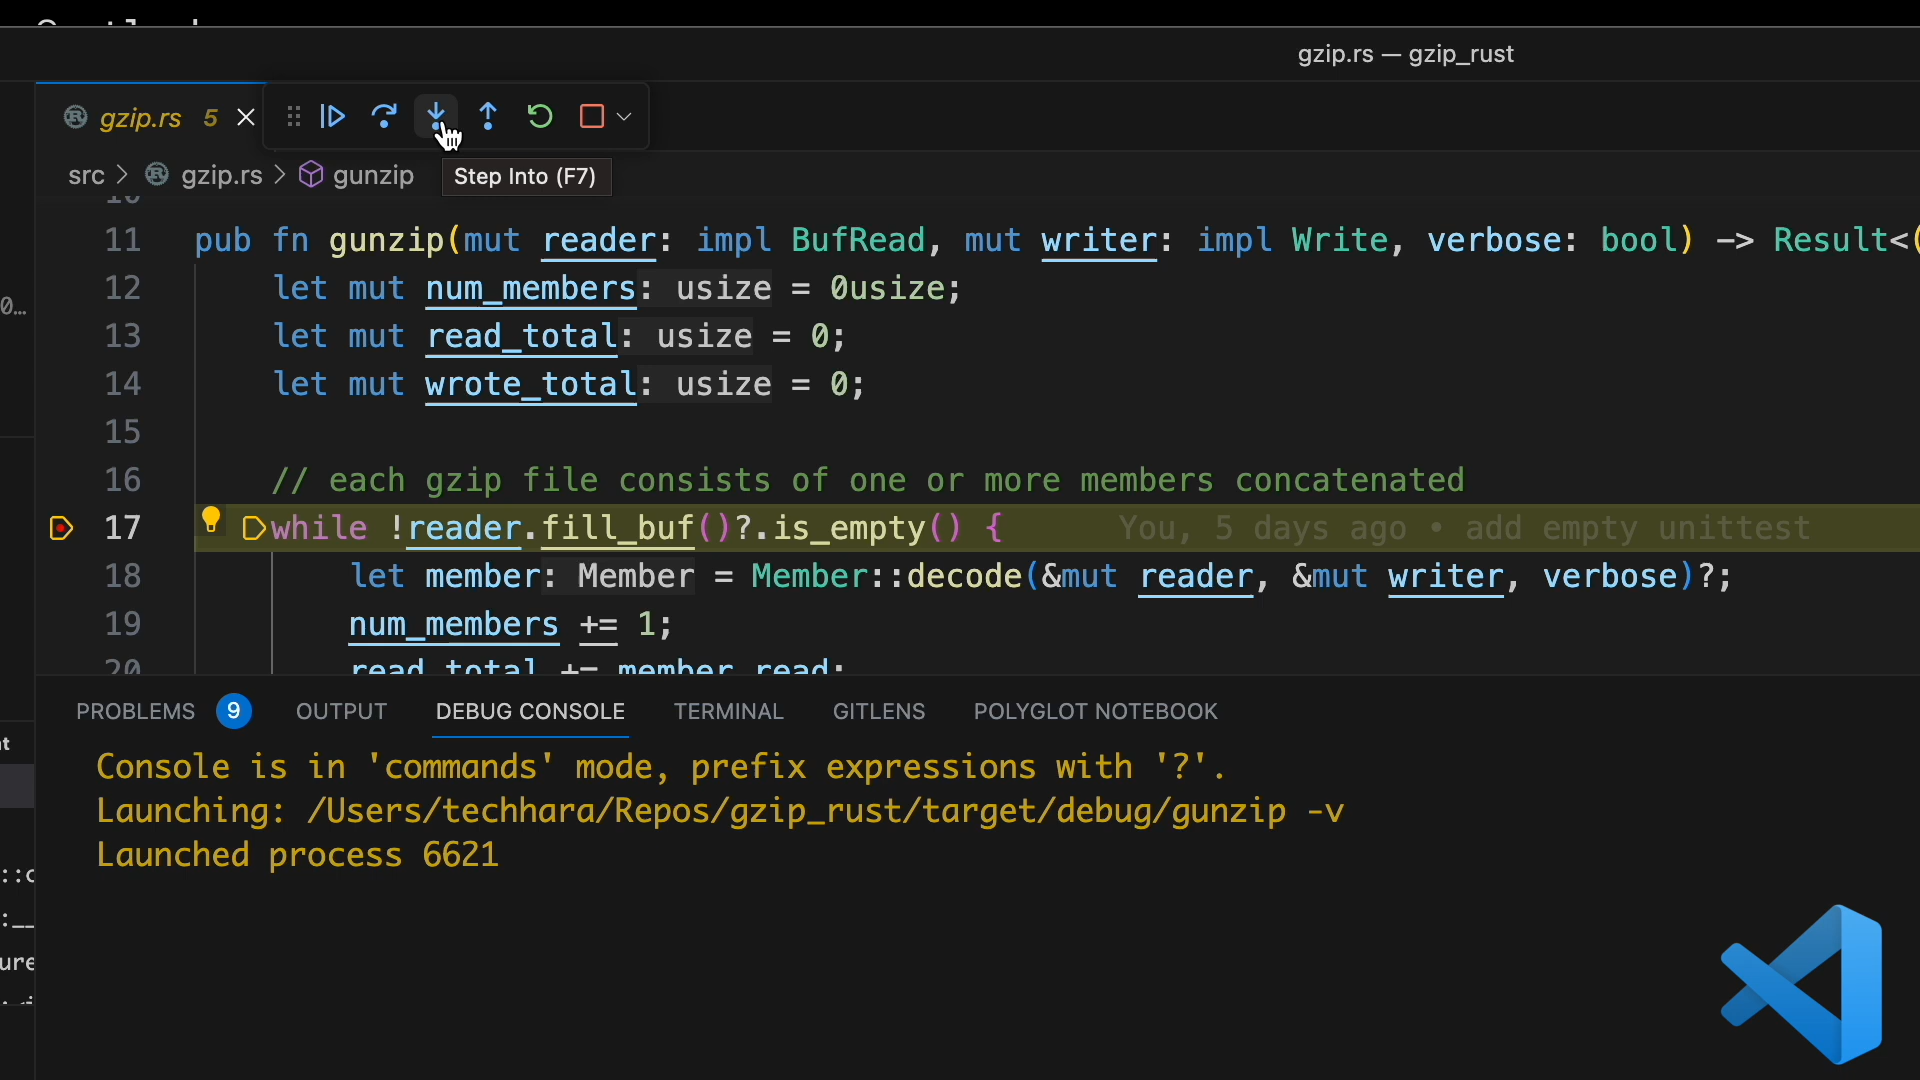 gzip.rs — gzip_rust
gzip.rs 5
src > gzip.rs > gunzip
Step Into (F7)
11 pub fn gunzip(mut reader: impl BufRead, mut writer: impl Write, verbose: bool) -> Result<(
12 let mut num_members: usize = 0usize;
0…
13 let mut read_total: usize = 0;
14 let mut wrote_total: usize = 0;
15
16 // each gzip file consists of one or more members concatenated
17 while !reader.fill_buf()?.is_empty() { You, 5 days ago • add empty unittest
18 let member: Member = Member::decode(&mut reader, &mut writer, verbose)?;
19 num_members += 1;
20 read_total += member.read;
PROBLEMS 9 OUTPUT DEBUG CONSOLE TERMINAL GITLENS POLYGLOT NOTEBOOK
Console is in 'commands' mode, prefix expressions with '?'.
Launching: /Users/techhara/Repos/gzip_rust/target/debug/gunzip -v
Launched process 6621